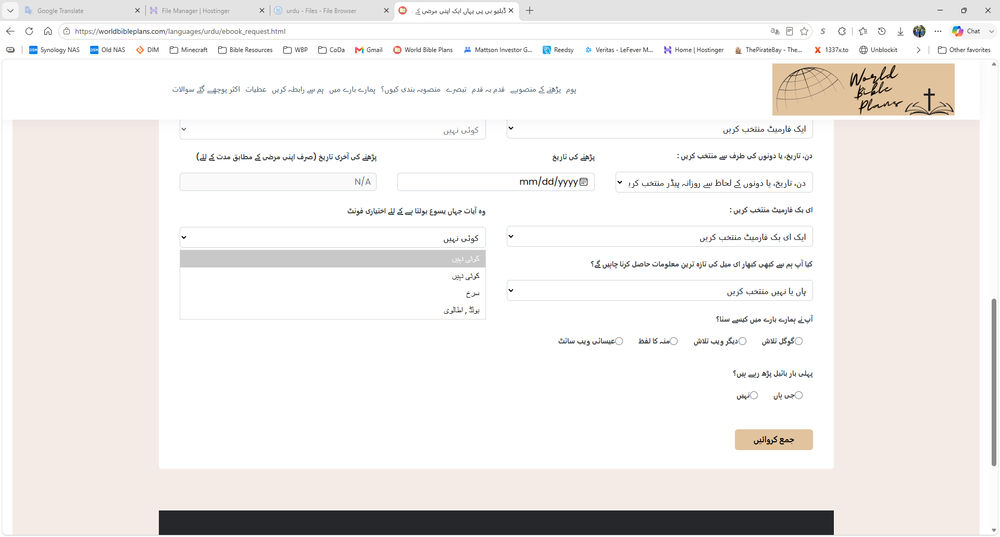 Google Translate
File Manager | Hostinger
urdu - Files - File Browser
ڈبلیو بی پی یہاں ایک اپنی مرضی کے
https://worldbibleplans.com/languages/urdu/ebook_request.html
Chat
Synology NAS
Old NAS
DIM
Minecraft
Bible Resources
WBP
CoDa
Gmail
World Bible Plans
Mattson Investor G...
Reedsy
Veritas - LeFever M...
Home | Hostinger
ThePirateBay - The...
1337x.to
Unblockit
Other favorites
World
Bible
Plans
ہوم پڑھنے کے منصوبے قدم بہ قدم تبصرے منصوبہ بندی کیوں؟ ہمارے بارے میں ہم سے رابطہ کریں عطیات اکثر پوچھے گئے سوالات
ایک فارمیٹ منتخب کریں
کوئی نہیں
دن، تاریخ، یا دونوں کی طرف سے منتخب کریں :
پڑھنے کی تاریخ
پڑھنے کی آخری تاریخ (صرف اپنی مرضی کے مطابق مدت کے لئے)
دن، تاریخ، یا دونوں کے لحاظ سے روزانہ ہیڈر منتخب کری
mm/dd/yyyy
N/A
ای بک فارمیٹ منتخب کریں :
وہ آیات جہاں یسوع بولتا ہے کے لئے اختیاری فونٹ
ایک ای بک فارمیٹ منتخب کریں
کوئی نہیں
کوئی نہیں
کوئی نہیں
سرخ
بولڈ , اطالوی
کیا آپ ہم سے کبھی کبھار ای میل کی تازہ ترین معلومات حاصل کرنا چاہیں گے؟
ہاں یا نہیں منتخب کریں
آپ نے ہمارے بارے میں کیسے سنا؟
گوگل تلاش
دیگر ویب تلاش
منہ کا لفظ
عیسائی ویب سائٹ
پہلی بار بائبل پڑھ رہے ہیں؟
جی ہاں
نہیں
جمع کروائیں